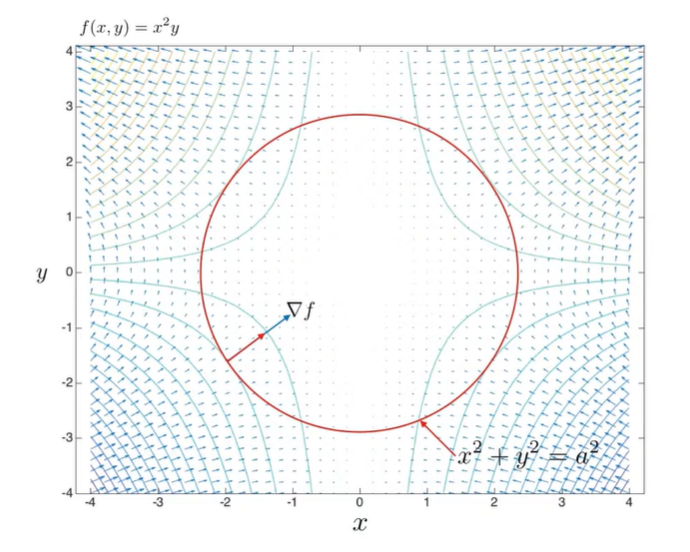 f(x, y) = x²y
4
3
2
1
y
0
∇f
-1
-2
-3
x² + y² = a²
-4
-4 -3 -2 -1 0 1 2 3 4
x